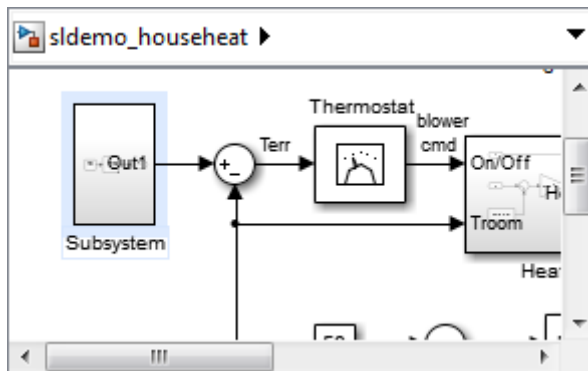 sldemo_househeat
Thermostat
Out1
Terr
blower
cmd
On/Off
Troom
Subsystem